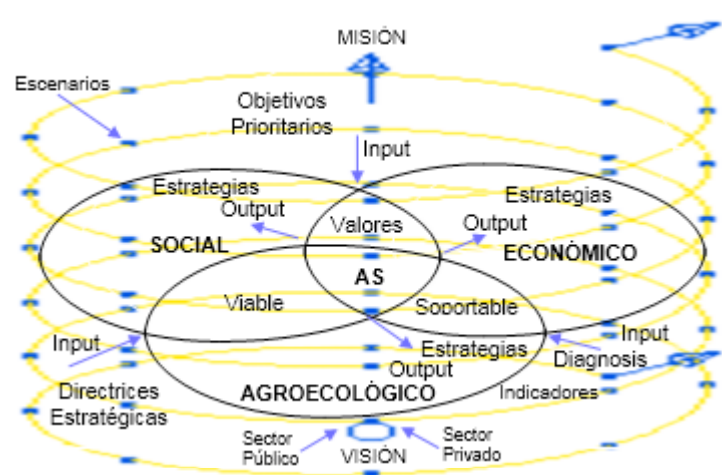 MISIÓN
Escenarios
Objetivos
Prioritarios
Input
Estrategias
Estrategias
Output
Valores
Output
SOCIAL
ECONÓMICO
AS
Viable
Soportable
Input
Input
Estrategias
Diagnosis
Output
Directrices
Estratégicas
AGROECOLÓGICO
Indicadores
Sector
Público
VISIÓN
Sector
Privado